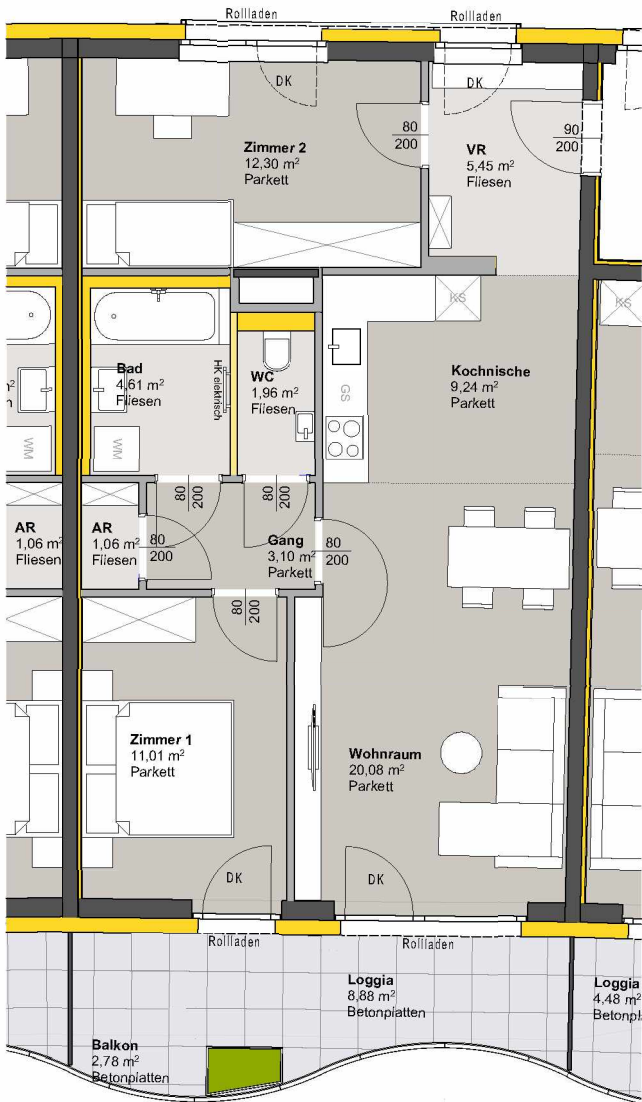 Rollladen
Rollladen
DK
DK
Zimmer 2
12,30 m²
Parkett
80
200
VR
5,45 m²
Fliesen
90
200
KS
KS
Bad
4,61 m²
Fliesen
HK elektrisch
WC
1,96 m²
Fliesen
GS
Kochnische
9,24 m²
Parkett
m²
WM
WM
80
200
80
200
AR
1,06 m²
Fliesen
AR
1,06 m²
Fliesen
80
200
Gang
3,10 m²
Parkett
80
200
80
200
Zimmer 1
11,01 m²
Parkett
Wohnraum
20,08 m²
Parkett
DK
DK
Rollladen
Rollladen
Loggia
8,88 m²
Betonplatten
Loggia
4,48 m²
Betonpl
Balkon
2,78 m²
Betonplatten